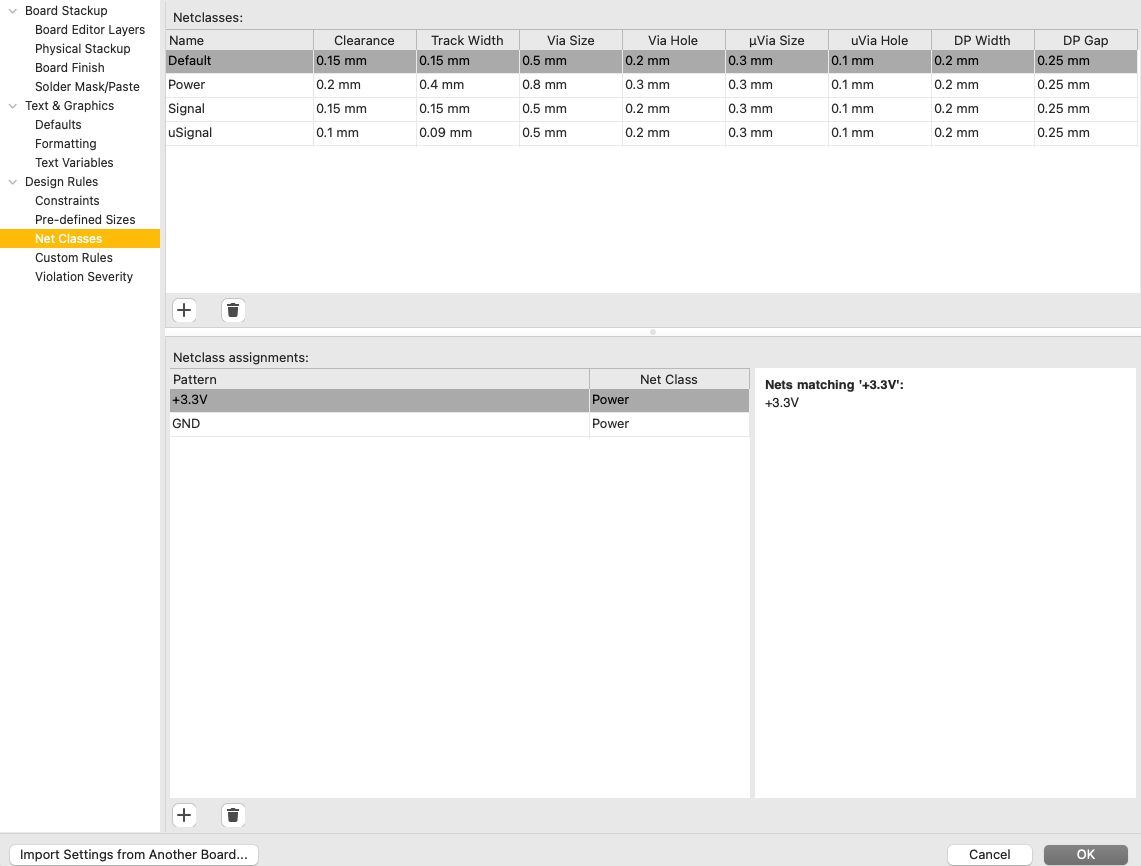 Board Stackup
Board Editor Layers
Physical Stackup
Board Finish
Solder Mask/Paste
Text & Graphics
Defaults
Formatting
Text Variables
Design Rules
Constraints
Pre-defined Sizes
Net Classes
Custom Rules
Violation Severity
Netclasses:
Name Clearance Track Width Via Size Via Hole µVia Size uVia Hole DP Width DP Gap
Default 0.15 mm 0.15 mm 0.5 mm 0.2 mm 0.3 mm 0.1 mm 0.2 mm 0.25 mm
Power 0.2 mm 0.4 mm 0.8 mm 0.3 mm 0.3 mm 0.1 mm 0.2 mm 0.25 mm
Signal 0.15 mm 0.15 mm 0.5 mm 0.2 mm 0.3 mm 0.1 mm 0.2 mm 0.25 mm
uSignal 0.1 mm 0.09 mm 0.5 mm 0.2 mm 0.3 mm 0.1 mm 0.2 mm 0.25 mm
Netclass assignments:
Pattern Net Class
+3.3V Power
GND Power
Nets matching '+3.3V':
+3.3V
Import Settings from Another Board...
Cancel
OK